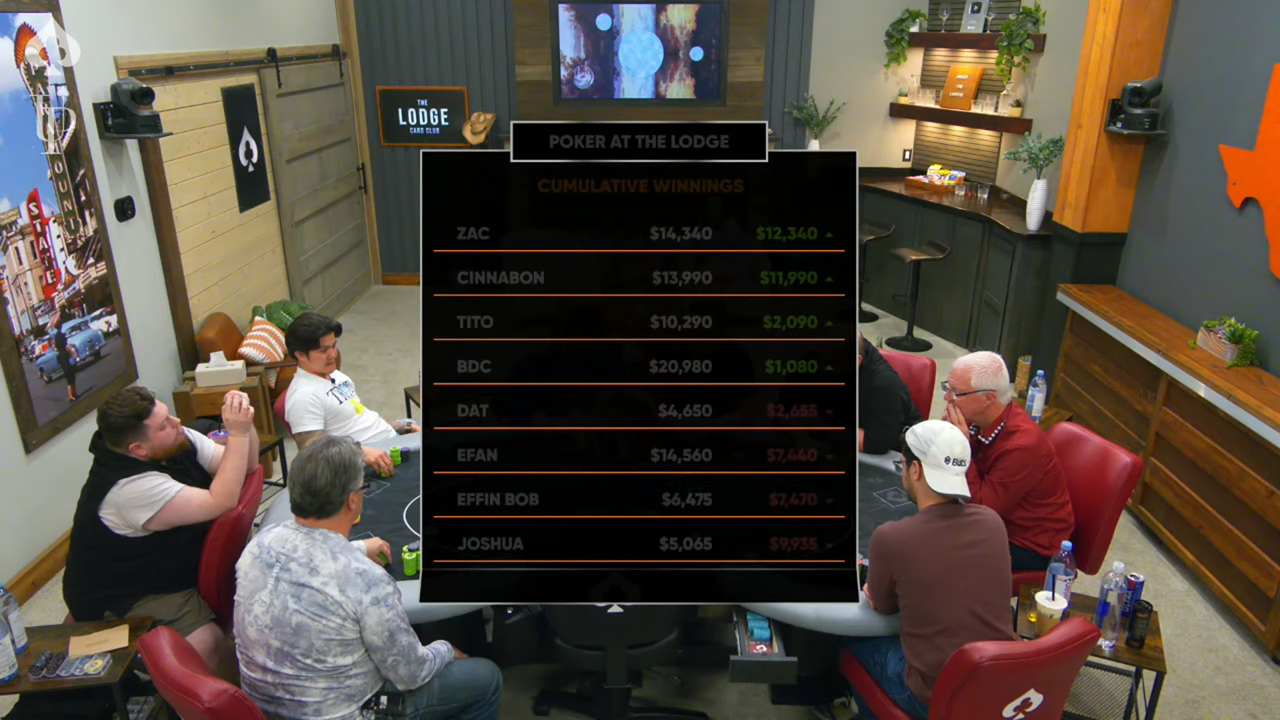 THE
LODGE
CARD CLUB
POKER AT THE LODGE
CUMULATIVE WINNINGS
ZAC $14,340 $12,340
CINNABON $13,990 $11,990
TITO $10,290 $2,090
BDC $20,980 $1,080
DAT $4,650 $2,655
EFAN $14,560 $7,440
EFFIN BOB $6,475 $7,470
JOSHUA $5,065 $9,935
STATE